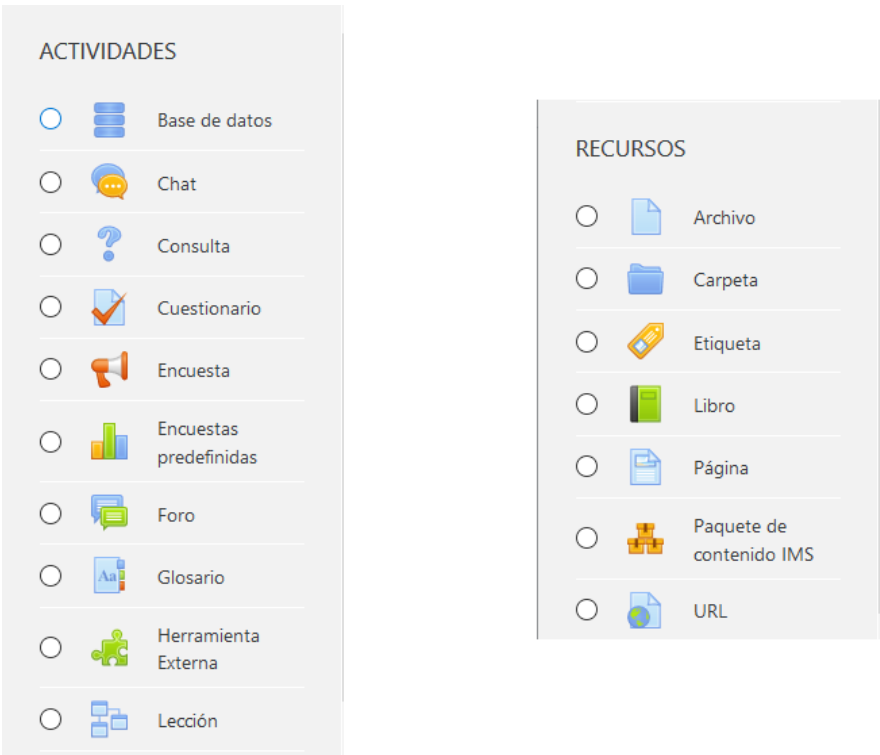 ACTIVIDADES
Base de datos
Chat
Consulta
Cuestionario
Encuesta
Encuestas
predefinidas
Foro
Aa
Glosario
Herramienta
Externa
Lección
RECURSOS
Archivo
Carpeta
Etiqueta
Libro
Página
Paquete de
contenido IMS
URL